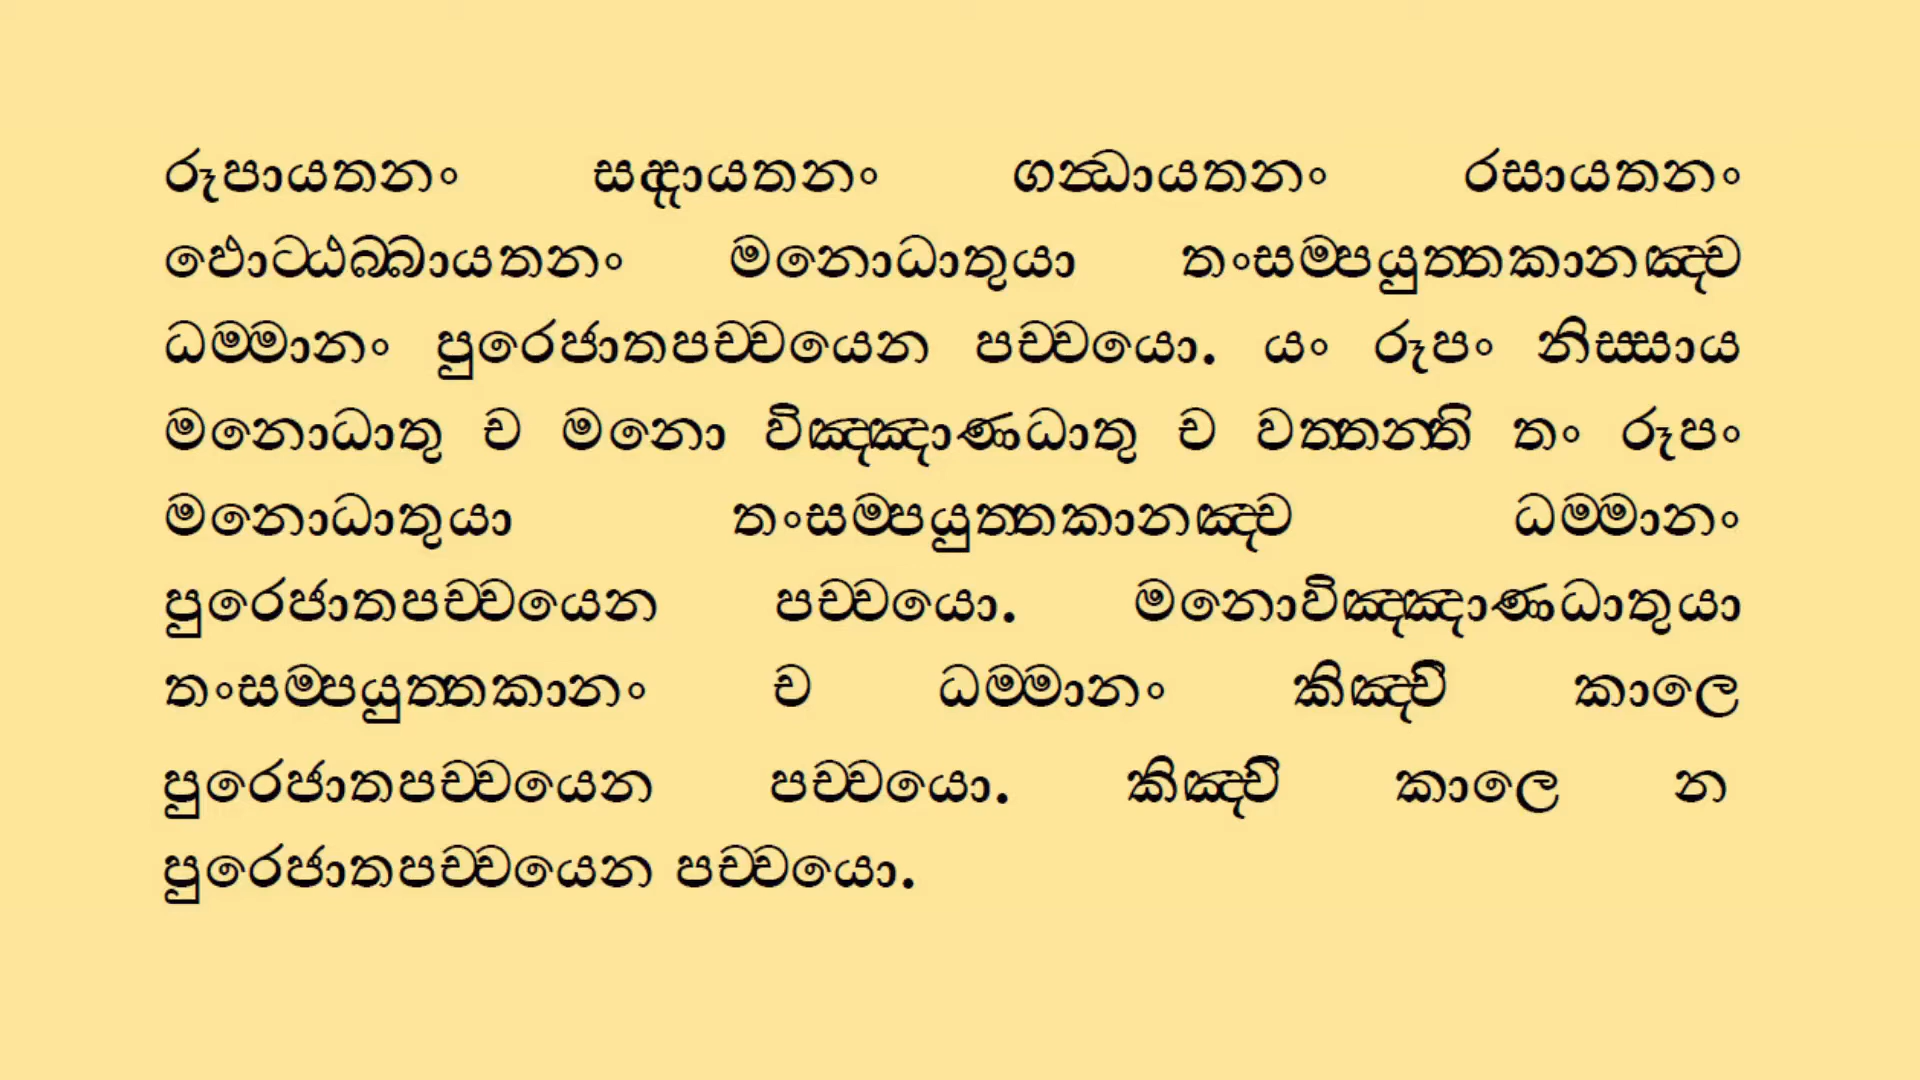 රූපායතනං සද්දායතනං ගන්ධායතනං රසායතනං
ඵොට්ඨබ්බායතනං මනොධාතුයා තංසම්පයුත්තකානඤ්ච
ධම්මානං පුරෙජාතපච්චයෙන පච්චයො. යං රූපං නිස්සාය
මනොධාතු ච මනො විඤ්ඤාණධාතු ච වත්තන්ති තං රූපං
මනොධාතුයා තංසම්පයුත්තකානඤ්ච ධම්මානං
පුරෙජාතපච්චයෙන පච්චයො. මනොවිඤ්ඤාණධාතුයා
තංසම්පයුත්තකානං ච ධම්මානං කිඤ්චි කාලෙ
පුරෙජාතපච්චයෙන පච්චයො. කිඤ්චි කාලෙ න
පුරෙජාතපච්චයෙන පච්චයො.